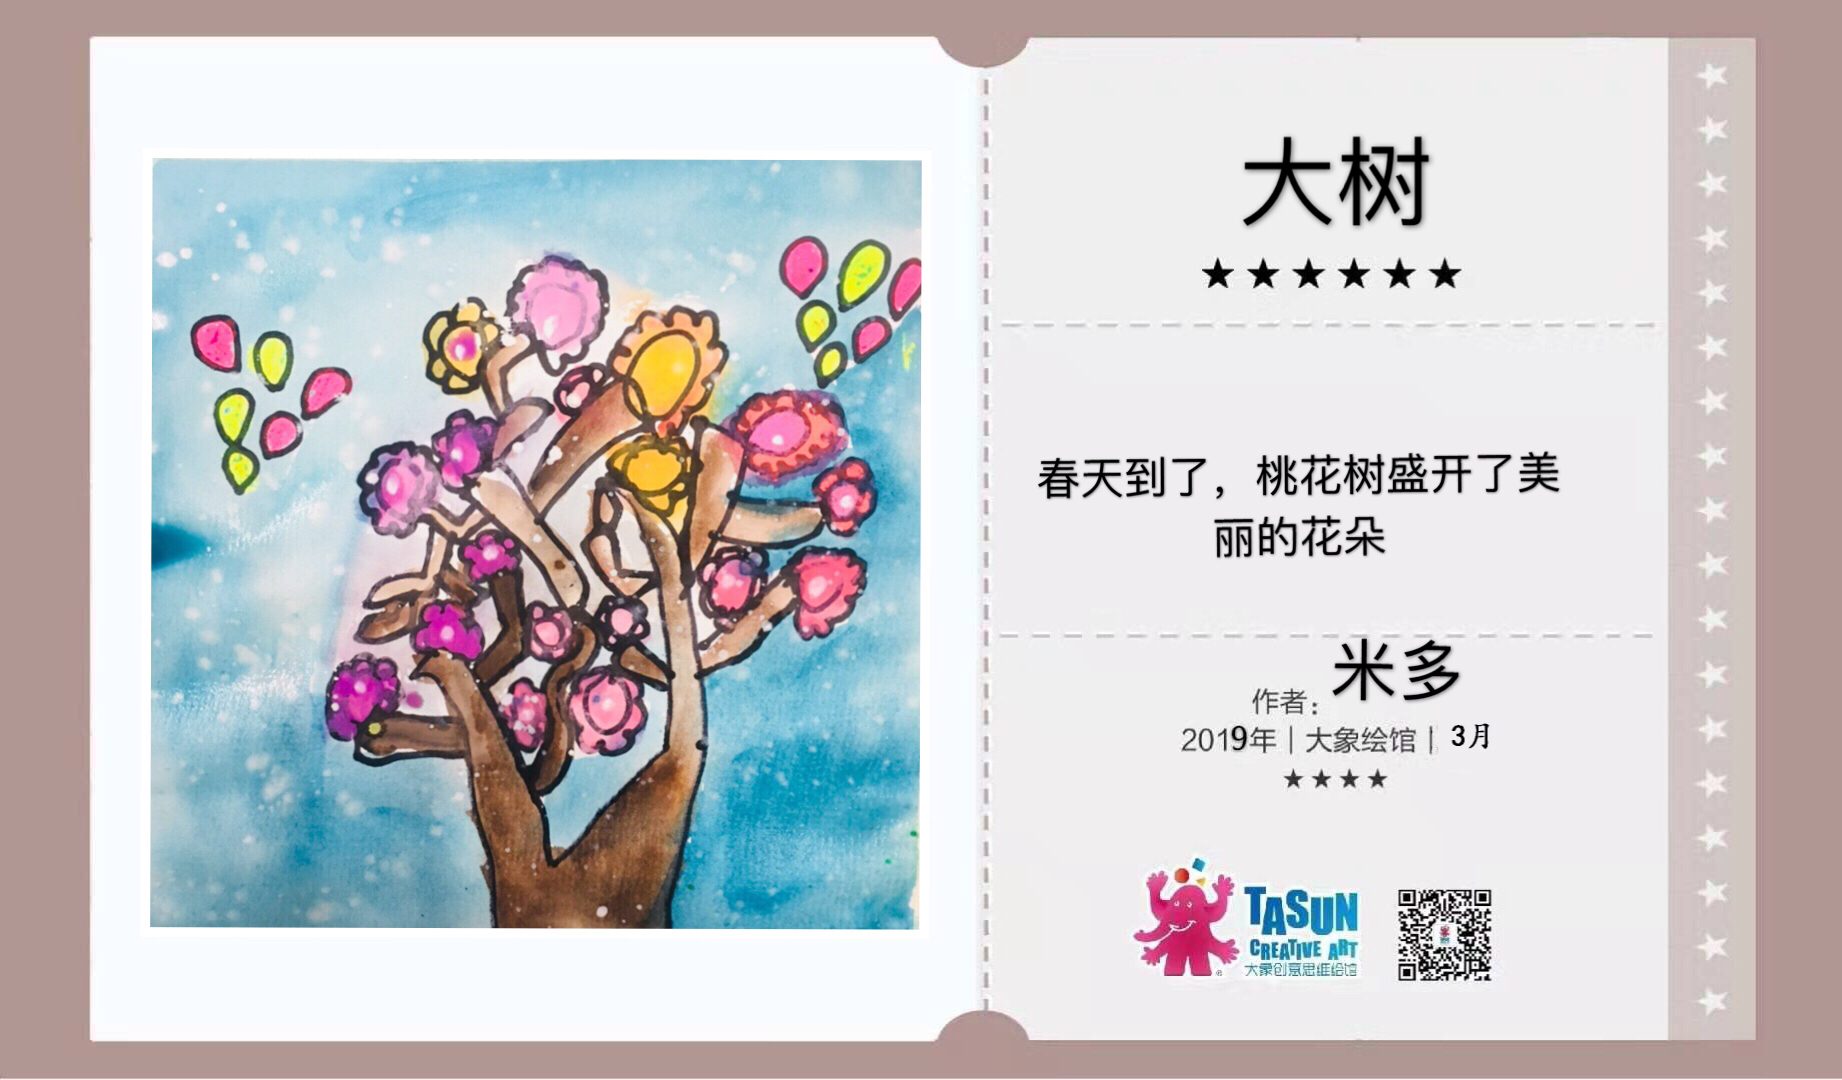 大树
★★★★★★
春天到了，桃花树盛开了美
丽的花朵
作者：米多
2019年｜大象绘馆｜3月
★★★★
TASUN
CREATIVE ART
大象创意思维绘馆